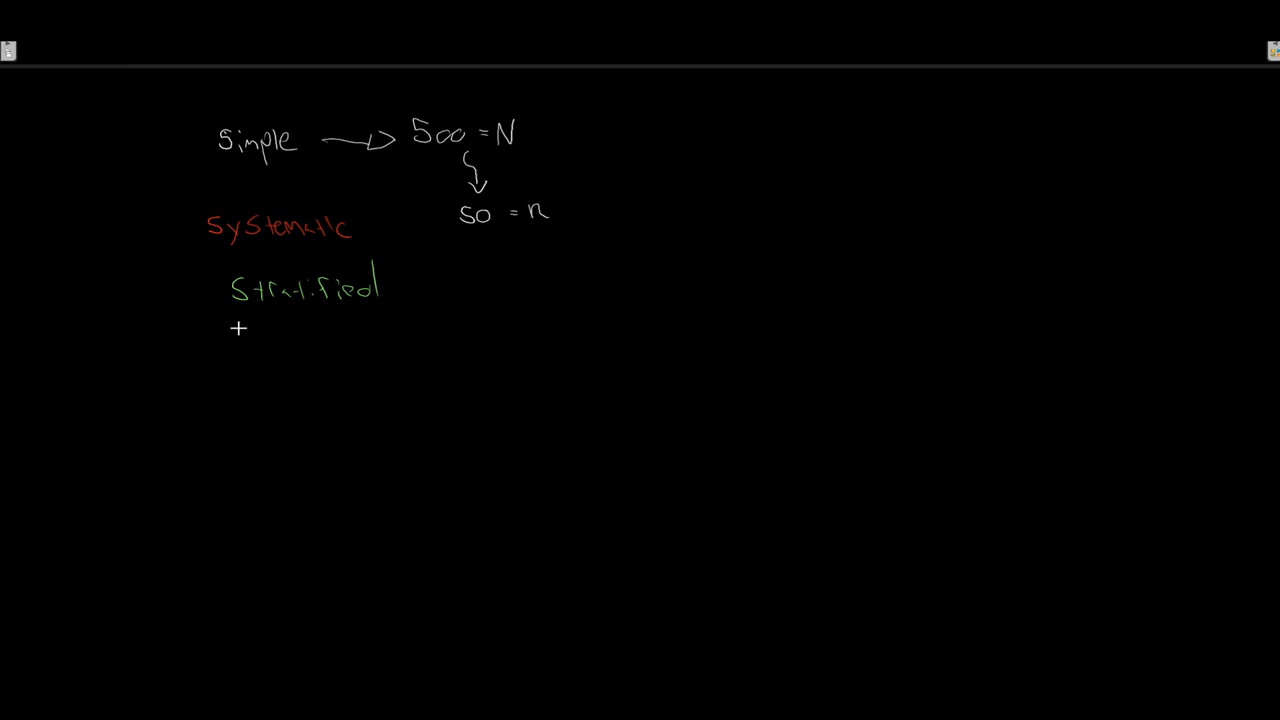 Simple → 500 = N
50 = n
Systematic
Stratified